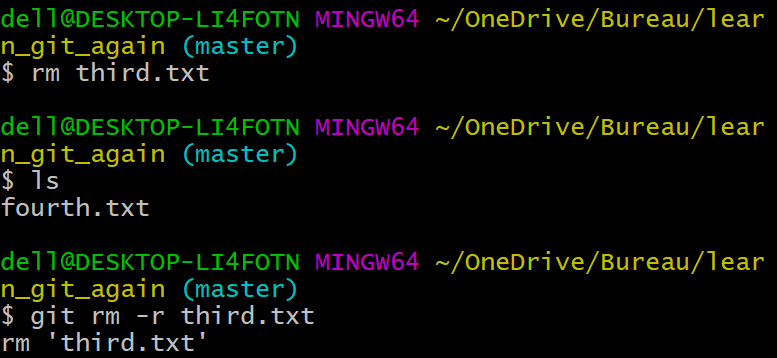 dell@DESKTOP-LI4FOTN MINGW64 ~/OneDrive/Bureau/lear
n_git_again (master)
$ rm third.txt
dell@DESKTOP-LI4FOTN MINGW64 ~/OneDrive/Bureau/lear
n_git_again (master)
$ ls
fourth.txt
dell@DESKTOP-LI4FOTN MINGW64 ~/OneDrive/Bureau/lear
n_git_again (master)
$ git rm -r third.txt
rm 'third.txt'